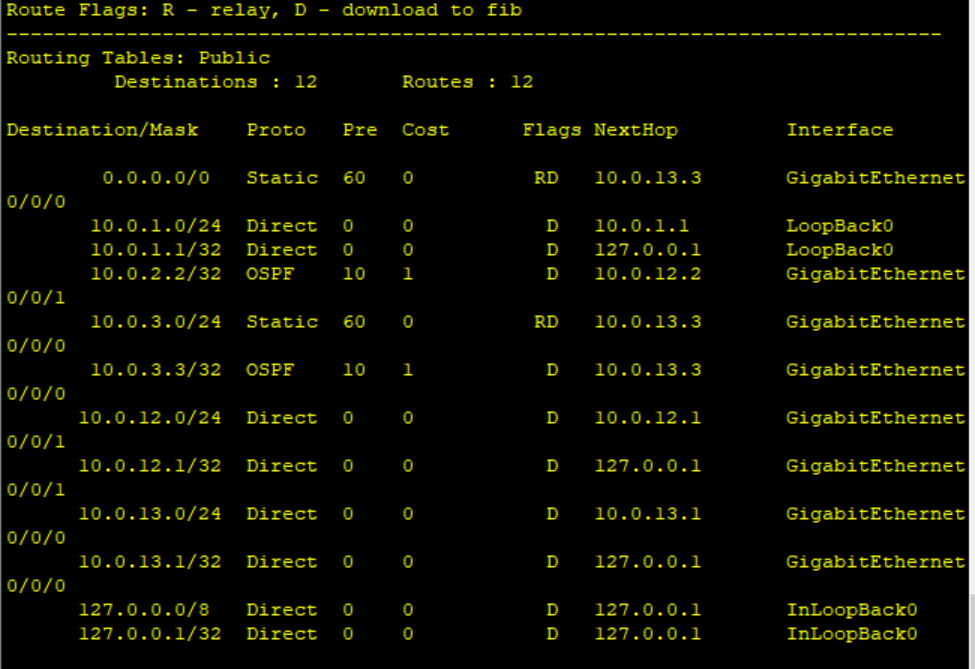 Route Flags: R - relay, D - download to fib
------------------------------------------------------------------------------
Routing Tables: Public
         Destinations : 12       Routes : 12

Destination/Mask    Proto   Pre  Cost      Flags NextHop         Interface

        0.0.0.0/0   Static  60   0          RD   10.0.13.3       GigabitEthernet
0/0/0
       10.0.1.0/24  Direct  0    0           D   10.0.1.1        LoopBack0
       10.0.1.1/32  Direct  0    0           D   127.0.0.1       LoopBack0
       10.0.2.2/32  OSPF    10   1           D   10.0.12.2       GigabitEthernet
0/0/1
       10.0.3.0/24  Static  60   0          RD   10.0.13.3       GigabitEthernet
0/0/0
       10.0.3.3/32  OSPF    10   1           D   10.0.13.3       GigabitEthernet
0/0/0
      10.0.12.0/24  Direct  0    0           D   10.0.12.1       GigabitEthernet
0/0/1
      10.0.12.1/32  Direct  0    0           D   127.0.0.1       GigabitEthernet
0/0/1
      10.0.13.0/24  Direct  0    0           D   10.0.13.1       GigabitEthernet
0/0/0
      10.0.13.1/32  Direct  0    0           D   127.0.0.1       GigabitEthernet
0/0/0
      127.0.0.0/8   Direct  0    0           D   127.0.0.1       InLoopBack0
      127.0.0.1/32  Direct  0    0           D   127.0.0.1       InLoopBack0